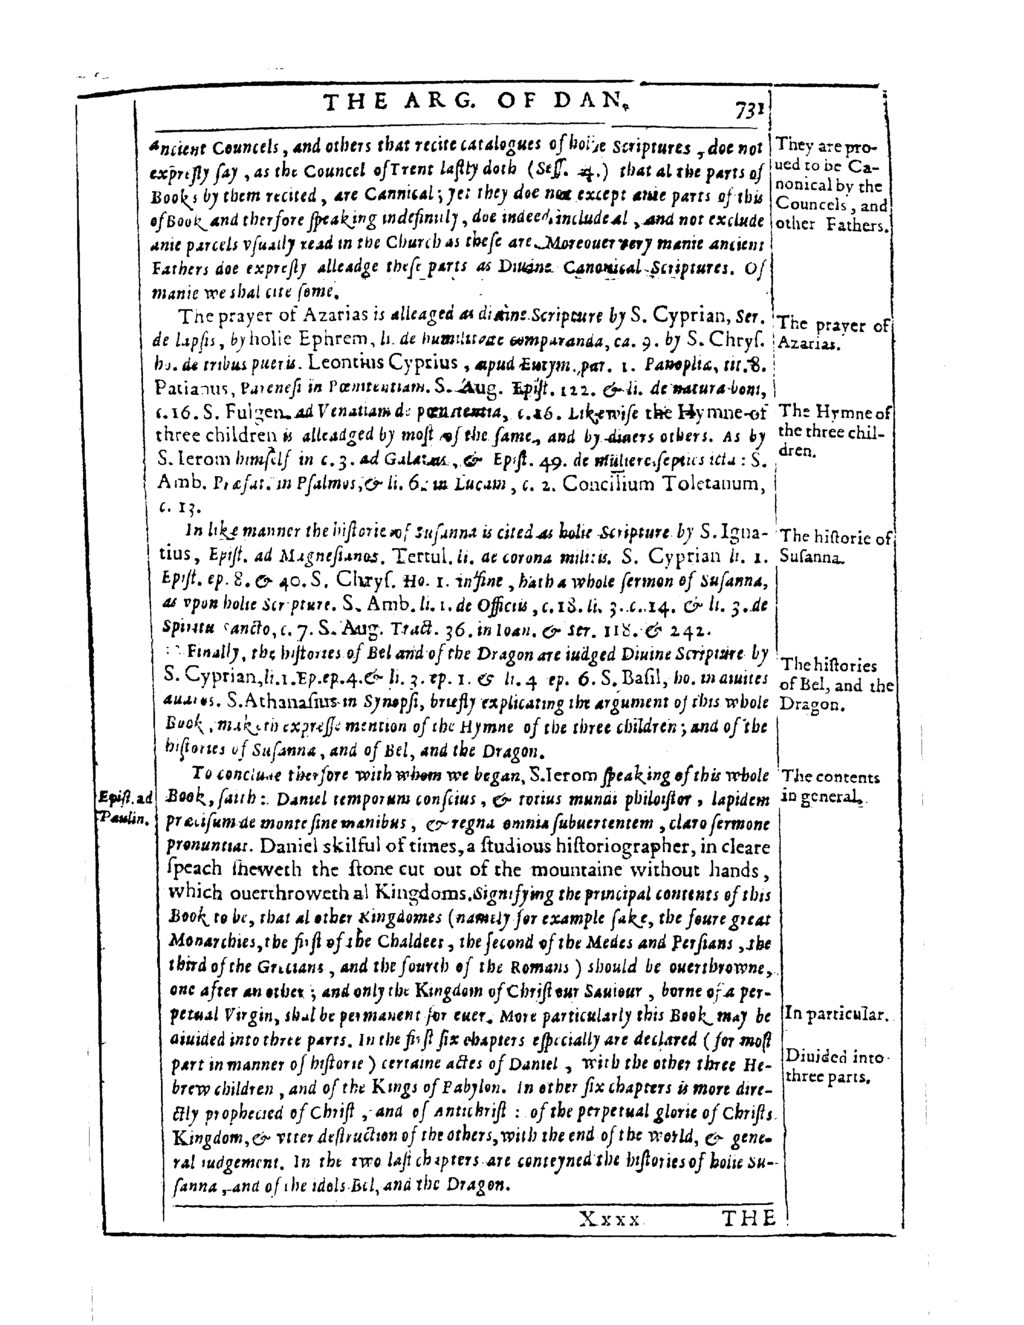 THE ARG. OF DAN. 731
ancient Councels, and others that recite catalogues of holie Scriptures, doe not
expresly say, as the Councel of Trent lastly doth (Sess. 4.) that al the parts of
Books by them recited, are Cannical; yet they doe not except anie parts of this
of Book and therfore speaking indefinitly, doe indeed, include al, and not exclude
anie parcels vsually read in the Church as these are. Moreouer very manie ancient
Fathers doe expresly alleadge these parts as Diuine Canonical Scriptures. Of
manie we shal cite some.
They are pro-
ued to be Ca-
nonical by the
Councels, and
other Fathers.
The prayer of Azarias is alleaged as diuine Scripture by S. Cyprian, Ser.
de Lapsis, by holie Ephrem, li. de humilitate comparanda, ca. 9. by S. Chrys.
ho. de tribus pueris. Leontius Cyprius, apud Eutym. par. 1. Panoplia, tit. 8.
Pacianus, Parenesi in Pœnitentiam. S. Aug. Epist. 122. & li. de natura boni,
c. 16. S. Fulgen. ad Venatiam de pœnitentia, c. 16. Likewise the Hymne of
three children is alleadged by most of the same, and by diuers others. As by
S. Ierom himself in c. 3. ad Galatas, & Epist. 49. de muliere septies icta: S.
Amb. Præfat. in Psalmos, & li. 6. in Lucam, c. 2. Concilium Toletanum,
c. 13.
The prayer of
Azarias.
The Hymne of
the three chil-
dren.
In like manner the historie of Susanna is cited as holie Scripture by S. Igna-
tius, Epist. ad Magnesianos. Tertul. li. de corona militis. S. Cyprian li. 1.
Epist. ep. 8. & 40. S. Chrys. Ho. 1. in fine, hath a whole sermon of Susanna,
as vpon holie Scripture. S. Amb. li. 1. de Officiis, c. 18. li. 3. c. 14. & li. 3. de
Spiritu sancto, c. 7. S. Aug. Tract. 36. in Ioan. & ser. 118. & 242.
The historie of
Susanna.
Finally, the histories of Bel and of the Dragon are iudged Diuine Scripture by
S. Cyprian, li. 1. Ep. ep. 4. & li. 3. ep. 1. & li. 4 ep. 6. S. Basil, ho. in diuites
auaros. S. Athanasius in Synopsi, briefly explicating the argument of this whole
Book, maketh expresse mention of the Hymne of the three children; and of the
histories of Susanna, and of Bel, and the Dragon.
The histories
of Bel, and the
Dragon.
To conclude therfore with whom we began, S. Ierom speaking of this whole
Book, saith: Daniel temporum conscius, & totius mundi philoistor, lapidem
præcisum de monte sine manibus, & regna omnia subuertentem, claro sermone
pronuntiat. Daniel skilful of times, a studious historiographer, in cleare
speach sheweth the stone cut out of the mountaine without hands,
which ouerthroweth al Kingdoms. Signifying the principal contents of this
Book to be, that al other Kingdomes (namely for example sake, the foure great
Monarchies, the first of the Chaldees, the second of the Medes and Persians, the
third of the Grecians, and the fourth of the Romans) should be ouerthrowne,
one after an other; and only the Kingdom of Christ our Sauiour, borne of a per-
petual Virgin, shal be permanent for euer. More particularly this Book may be
diuided into three parts. In the first six chapters especially are declared (for most
part in manner of historie) certaine actes of Daniel, with the other three He-
brew children, and of the Kings of Babylon. In other six chapters is more dire-
ctly prophecied of Christ, and of Antichrist: of the perpetual glorie of Christs
Kingdom, & vtter destruction of the others, with the end of the world, & gene-
ral iudgement. In the two last chapters are conteyned the histories of holie Su-
sanna, and of the idols Bel, and the Dragon.
The contents
in general.
Epist. ad
Paulin.
In particular.
Diuided into
three parts.
Xxxx THE